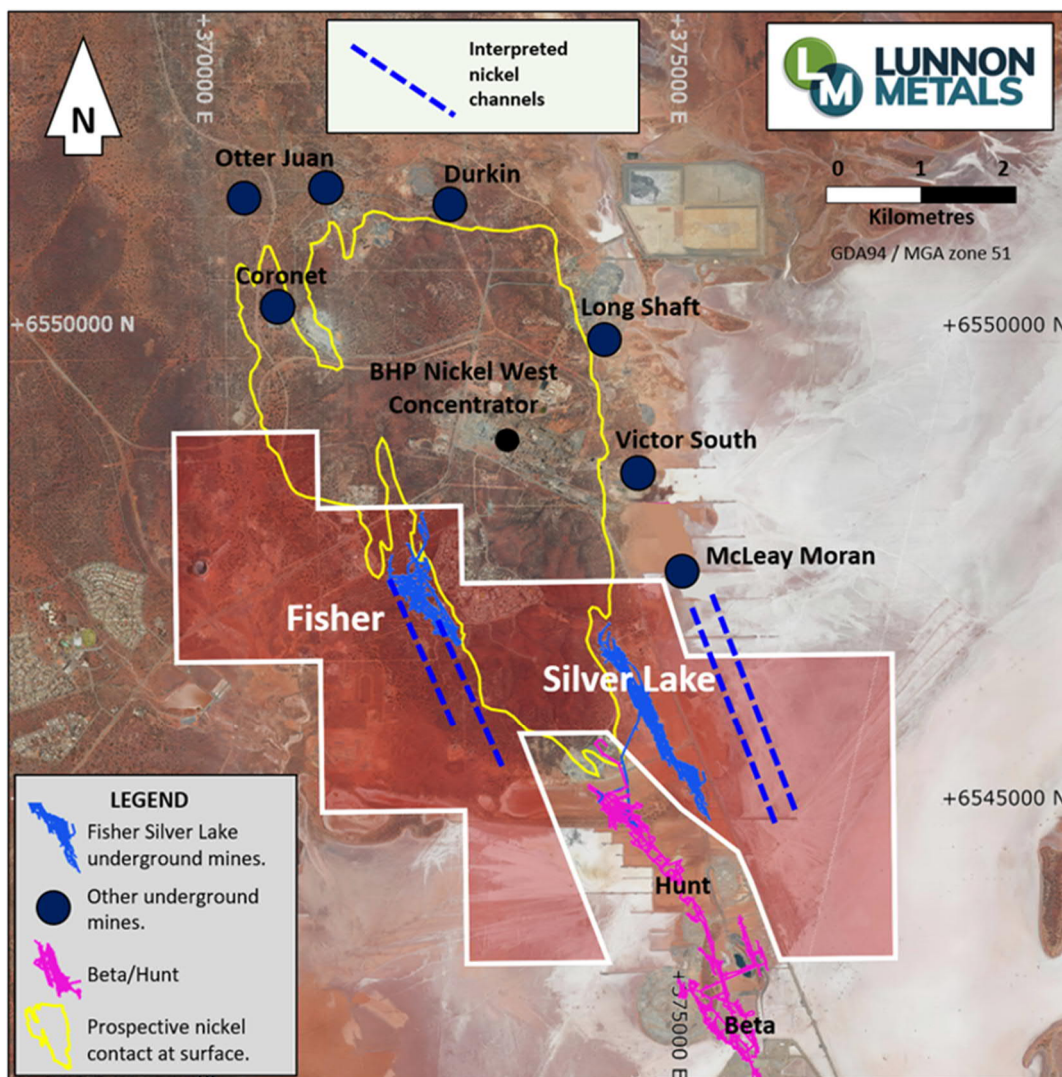 +370000 E
+375000 E
Interpreted
nickel
channels
LM
LUNNON
METALS
N
0 1 2
Kilometres
GDA94 / MGA zone 51
Otter Juan
Durkin
Coronet
+6550000 N
Long Shaft
+6550000 N
BHP Nickel West
Concentrator
Victor South
McLeay Moran
Fisher
Silver Lake
+6545000 N
Hunt
Beta
+375000 E
LEGEND
Fisher Silver Lake
underground mines.
Other underground
mines.
Beta/Hunt
Prospective nickel
contact at surface.